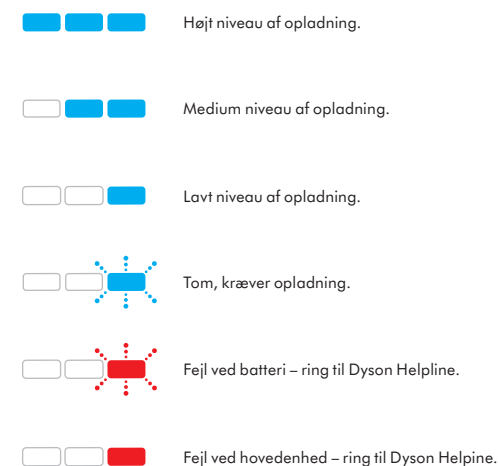 Højt niveau af opladning.
Medium niveau af opladning.
Lavt niveau af opladning.
Tom, kræver opladning.
Fejl ved batteri – ring til Dyson Helpline.
Fejl ved hovedenhed – ring til Dyson Helpine.